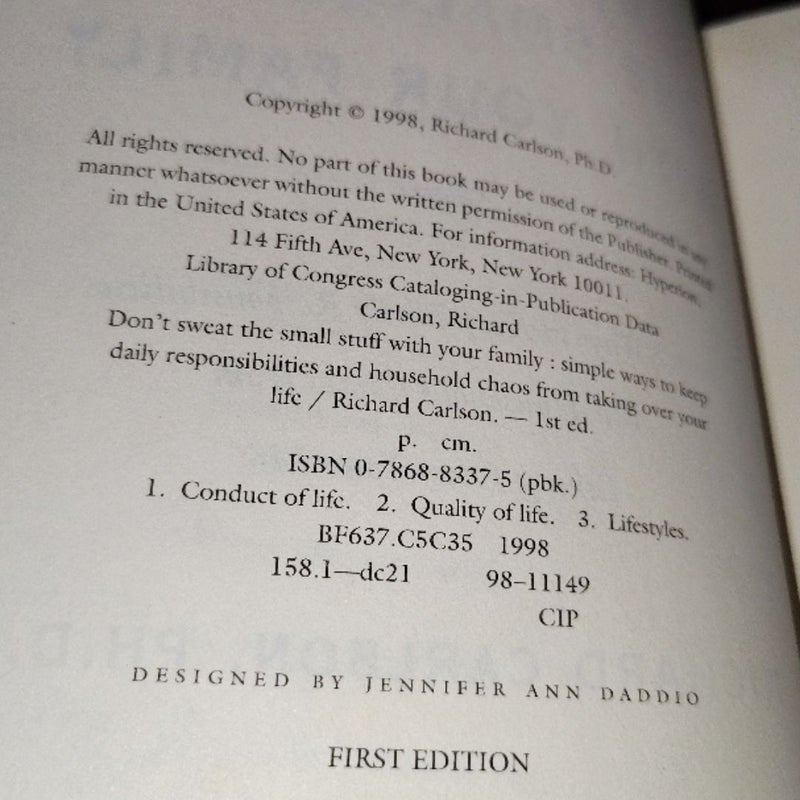 Copyright © 1998, Richard Carlson, Ph.D.
All rights reserved. No part of this book may be used or reproduced in any
manner whatsoever without the written permission of the Publisher. Printed
in the United States of America. For information address: Hyperion,
114 Fifth Ave, New York, New York 10011.
Library of Congress Cataloging-in-Publication Data
Carlson, Richard
Don't sweat the small stuff with your family : simple ways to keep
daily responsibilities and household chaos from taking over your
life / Richard Carlson. — 1st ed.
p. cm.
ISBN 0-7868-8337-5 (pbk.)
1. Conduct of life. 2. Quality of life. 3. Lifestyles.
BF637.C5C35 1998
158.1—dc21 98-11149
CIP
DESIGNED BY JENNIFER ANN DADDIO
FIRST EDITION